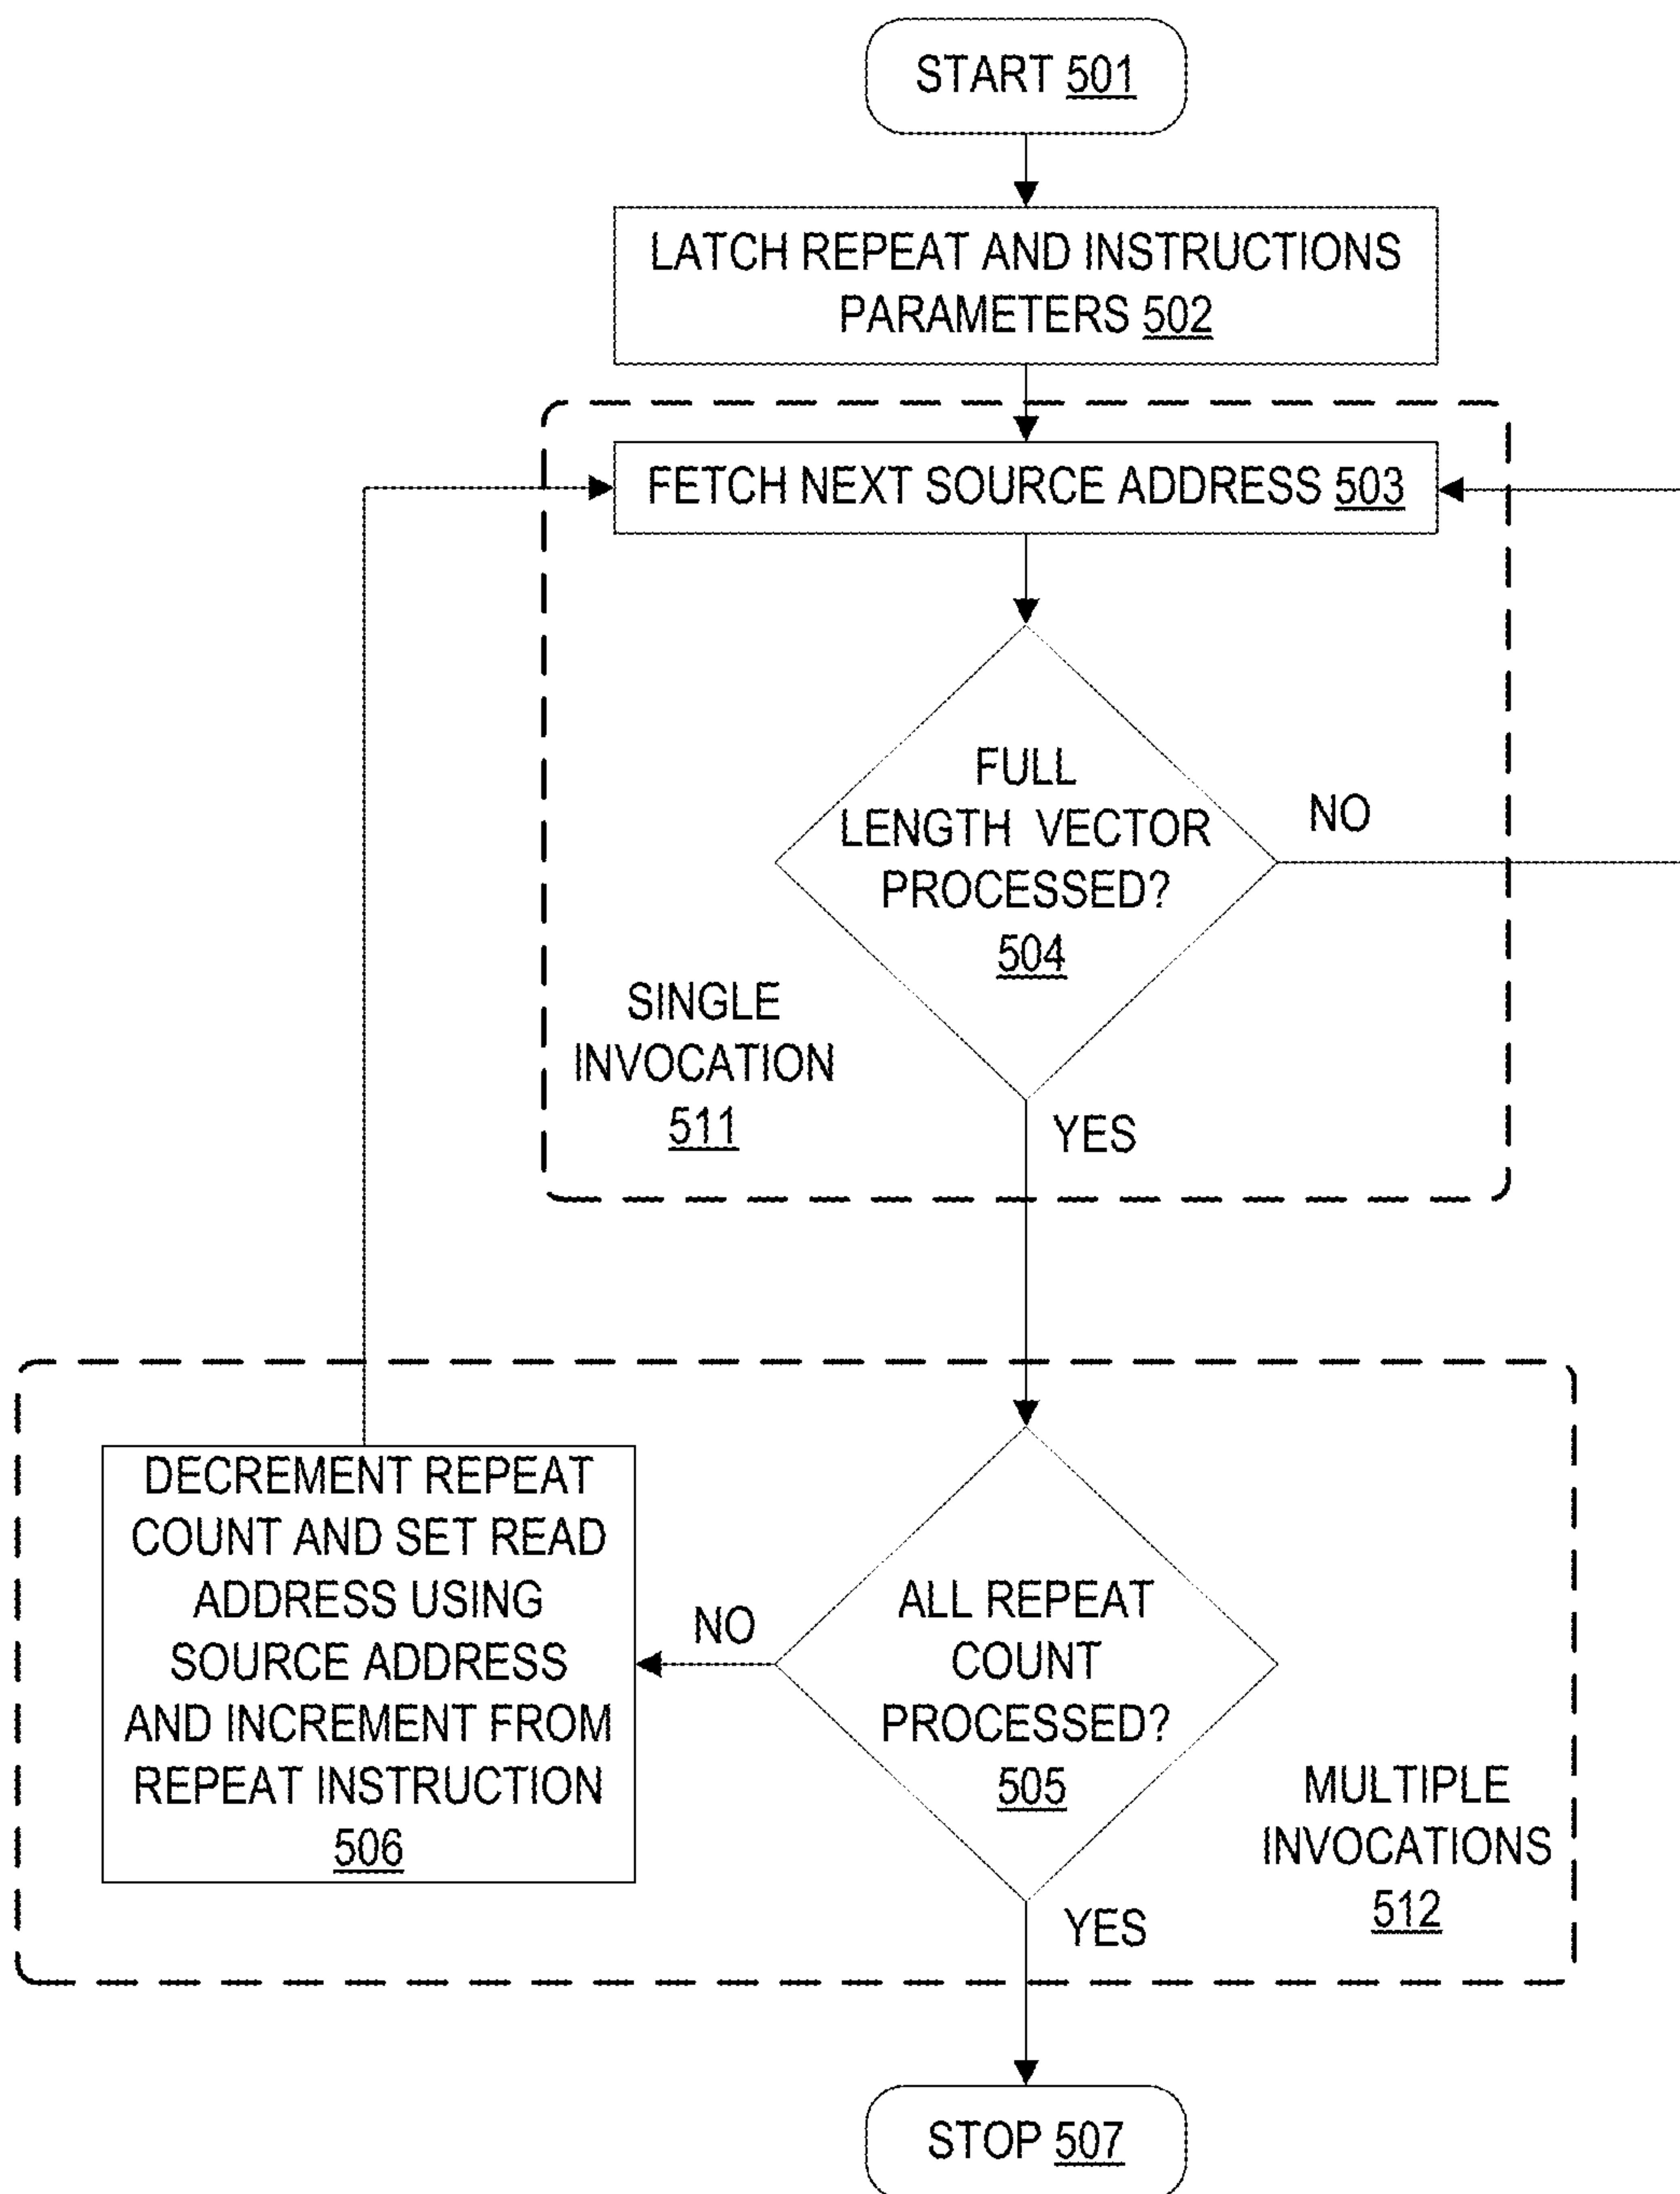 START 501
LATCH REPEAT AND INSTRUCTIONS
PARAMETERS 502
FETCH NEXT SOURCE ADDRESS 503
FULL
LENGTH VECTOR
PROCESSED?
504
NO
SINGLE
INVOCATION
511
YES
DECREMENT REPEAT
COUNT AND SET READ
ADDRESS USING
SOURCE ADDRESS
AND INCREMENT FROM
REPEAT INSTRUCTION
506
NO
ALL REPEAT
COUNT
PROCESSED?
505
MULTIPLE
INVOCATIONS
512
YES
STOP 507